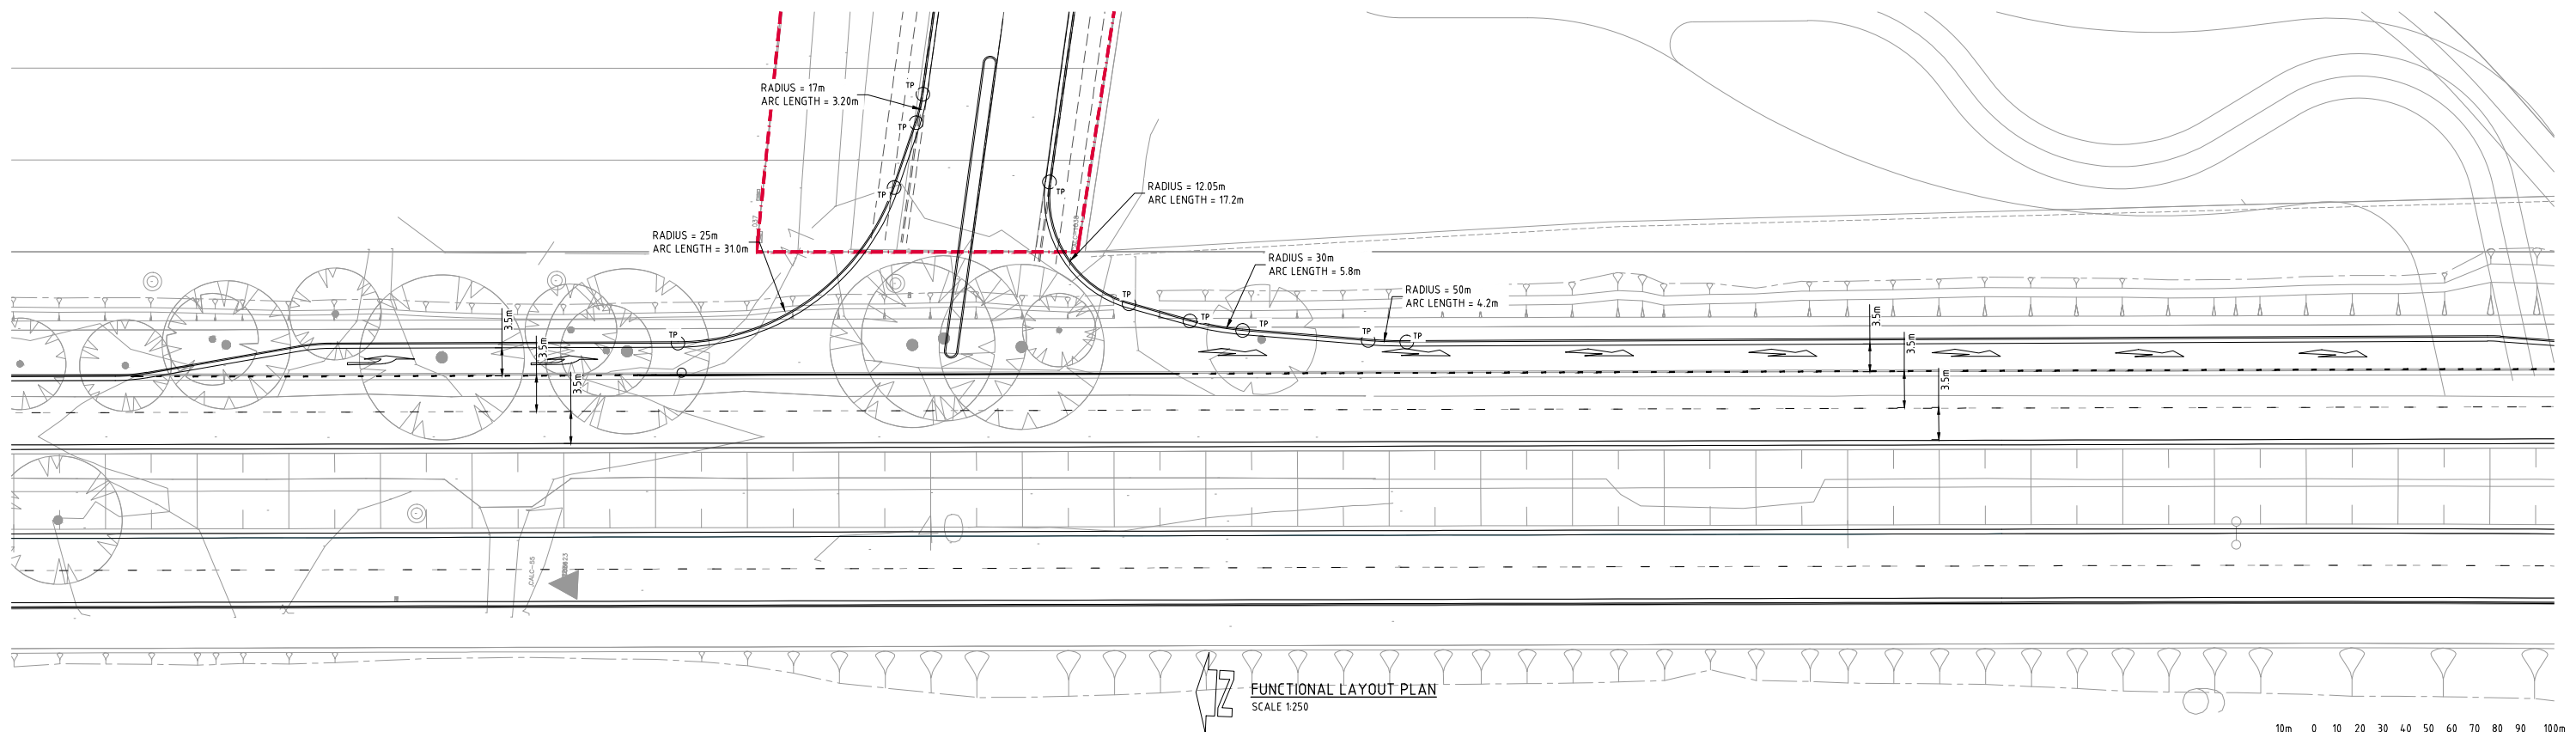 RADIUS = 17m
ARC LENGTH = 3.20m
TP
TP
TP
TP
RADIUS = 12.05m
ARC LENGTH = 17.2m
RADIUS = 25m
ARC LENGTH = 31.0m
RADIUS = 30m
ARC LENGTH = 5.8m
RADIUS = 50m
ARC LENGTH = 4.2m
TP
TP
TP
TP
TP
TP
3.5m
3.5m
3.5m
3.5m
3.5m
3.5m
CALC-55
N
FUNCTIONAL LAYOUT PLAN
SCALE 1:250
10m 0 10 20 30 40 50 60 70 80 90 100m